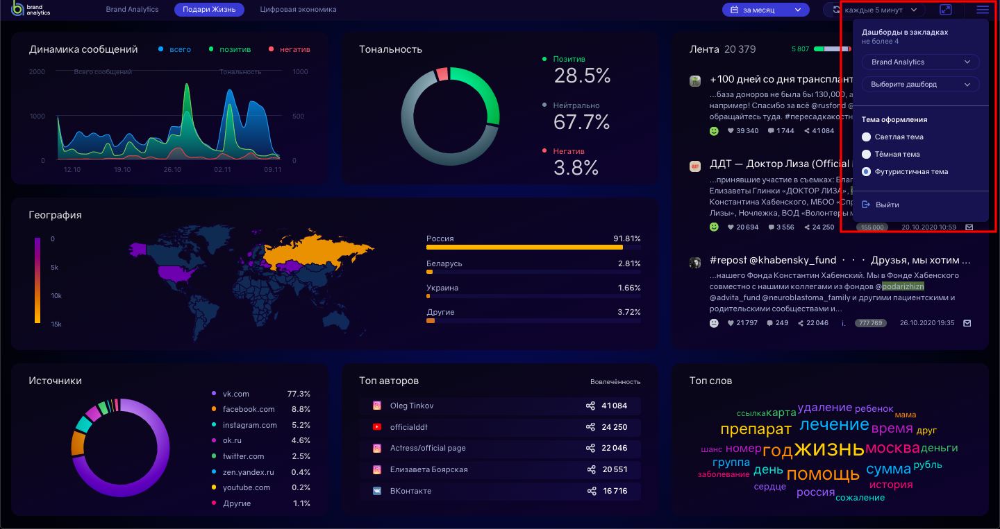 brand
analytics
Brand Analytics
Подари Жизнь
Цифровая экономика
за месяц
каждые 5 минут
Динамика сообщений
всего
позитив
негатив
2000
Всего сообщений
Тональность
1000
1000
500
0
0
12.10
19.10
26.10
02.11
09.11
Тональность
Позитив
28.5%
Нейтрально
67.7%
Негатив
3.8%
Лента 20 379
5 807
+100 дней со дня трансплант
...база доноров не была бы 130,000, а
например! Спасибо за всё @rusfond @
обращайтесь туда. #пересадкакостн
39 340 1 744 41 084
ДДТ — Доктор Лиза (Official
...принявшие участие в съемках: Благ
Елизаветы Глинки «ДОКТОР ЛИЗА»,
Константина Хабенского, МБОО «Спр
Лизы», Ночлежка, ВОД «Волонтеры м
20 694 3 556 24 250 155 000 20.10.2020 10:59
#repost @khabensky_fund · · · Друзья, мы хотим ...
...нашего Фонда Константин Хабенский. Мы в Фонде Хабенского
совместно с нашими коллегами из фондов @podarizhizn
@advita_fund @neuroblastoma_family и другими пациентскими и
родительскими сообществами и...
21 797 249 22 046 i. 777 769 26.10.2020 19:35
Дашборды в закладках
не более 4
Brand Analytics
Выберите дашборд
Тема оформления
Светлая тема
Тёмная тема
Футуристичная тема
Выйти
География
0
5k
10k
15k
Россия 91.81%
Беларусь 2.81%
Украина 1.66%
Другие 3.72%
Источники
vk.com 77.3%
facebook.com 8.8%
instagram.com 5.2%
ok.ru 4.6%
twitter.com 2.5%
zen.yandex.ru 0.4%
youtube.com 0.2%
Другие 1.1%
Топ авторов
Вовлечённость
Oleg Tinkov 41 084
officialddt 24 250
Actress/official page 22 046
Елизавета Боярская 20 551
ВКонтакте 16 716
Топ слов
удаление ребенок
ссылка карта мама
препарат лечение время друг
шанс номер год жизнь москва деньги
группа рубль
заболевание день помощь сумма
сердце история
россия сожаление